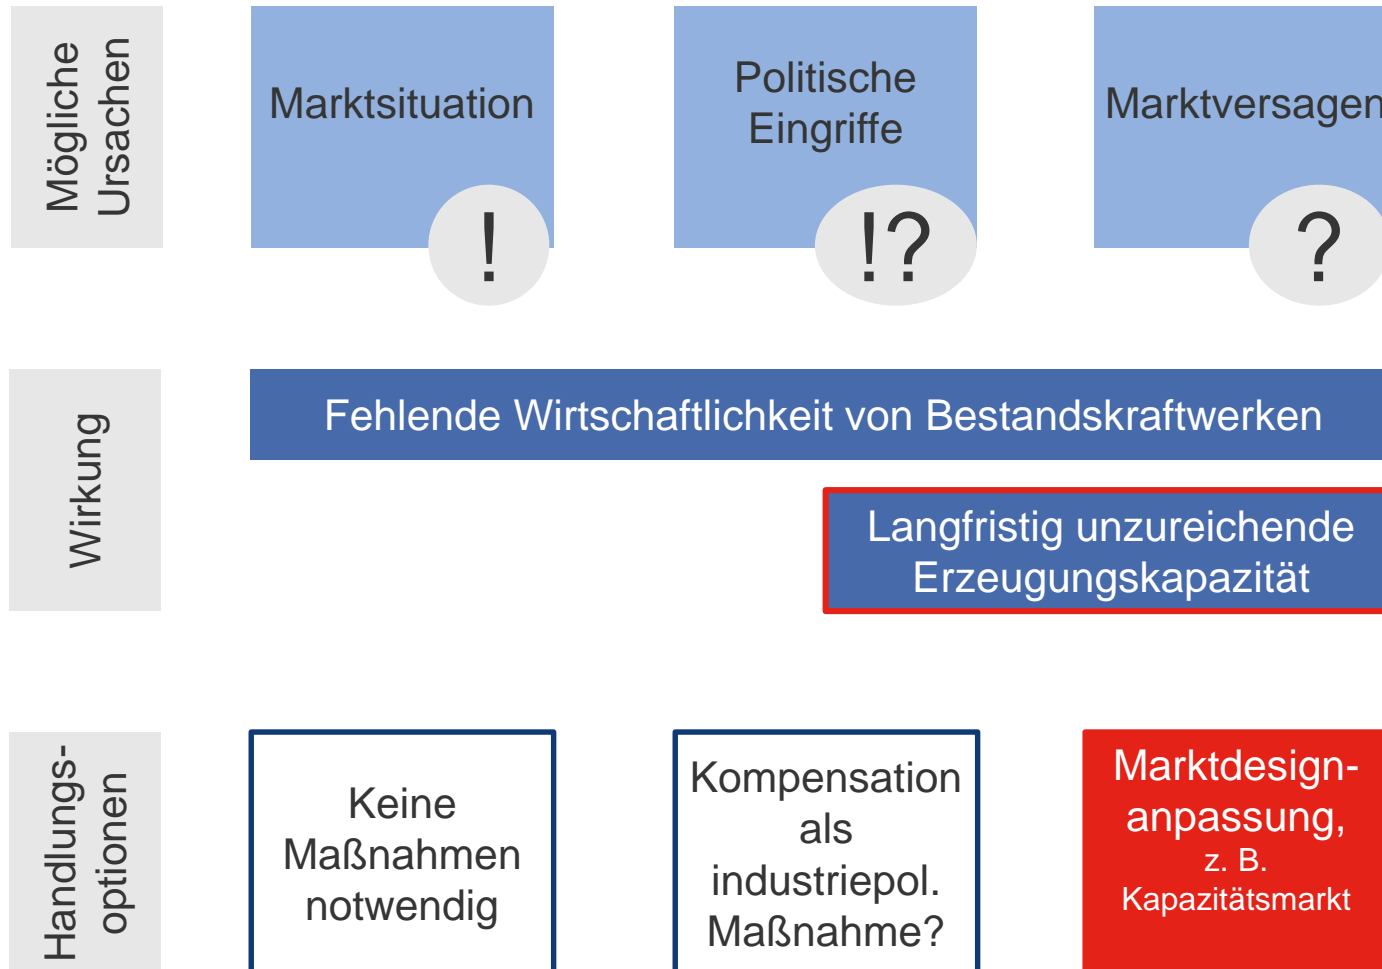 Mögliche
Ursachen
Marktsituation
!
Politische
Eingriffe
!?
Marktversagen
?
Wirkung
Fehlende Wirtschaftlichkeit von Bestandskraftwerken
Langfristig unzureichende
Erzeugungskapazität
Handlungs-
optionen
Keine
Maßnahmen
notwendig
Kompensation
als
industriepol.
Maßnahme?
Marktdesign-
anpassung,
z. B.
Kapazitätsmarkt